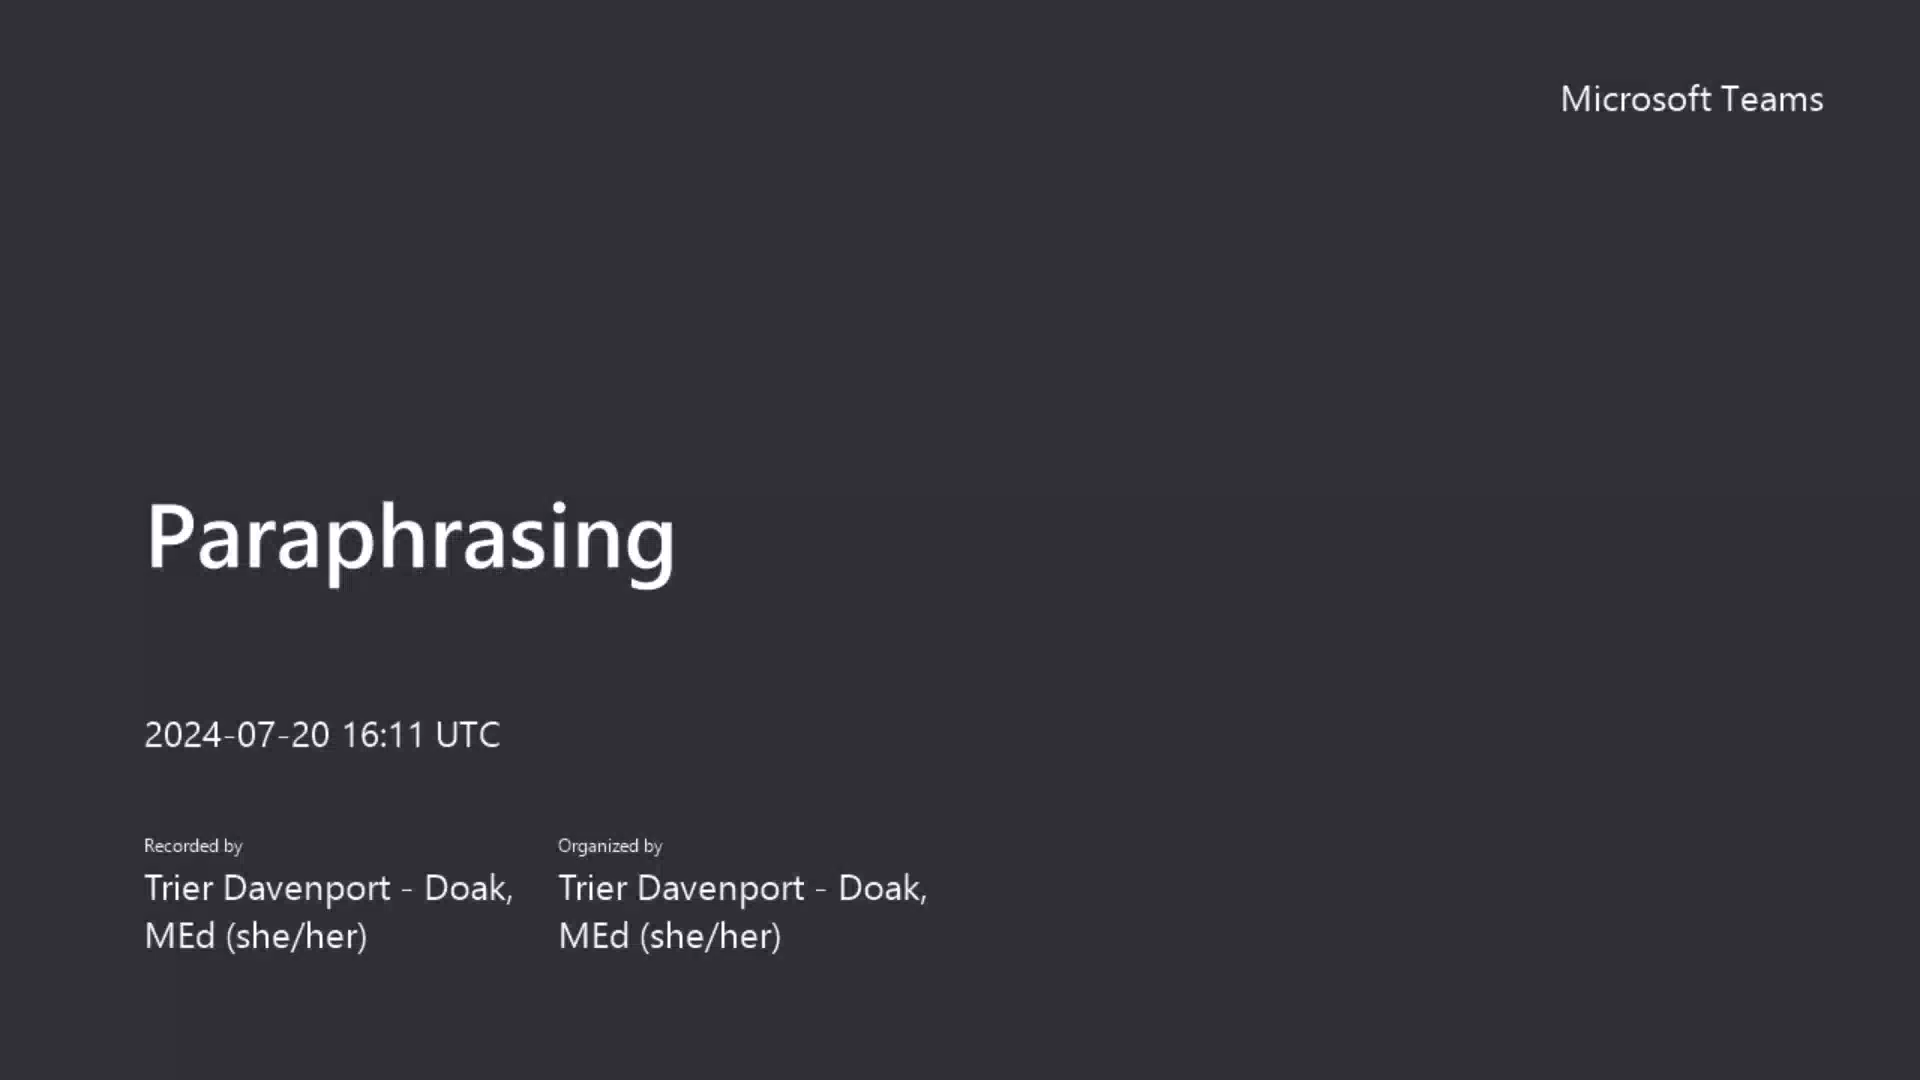 Microsoft Teams
Paraphrasing
2024-07-20 16:11 UTC
Recorded by
Trier Davenport - Doak,
MEd (she/her)
Organized by
Trier Davenport - Doak,
MEd (she/her)